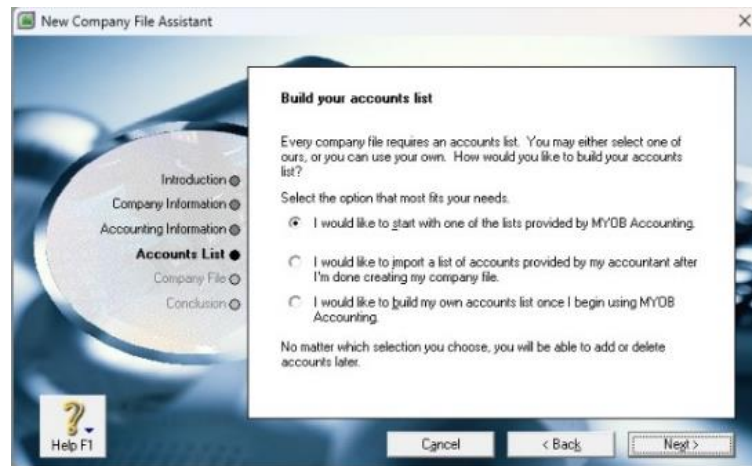 New Company File Assistant
Build your accounts list
Every company file requires an accounts list. You may either select one of
ours, or you can use your own. How would you like to build your accounts
list?
Select the option that most fits your needs.
I would like to start with one of the lists provided by MYOB Accounting.
I would like to import a list of accounts provided by my accountant after
I'm done creating my company file.
I would like to build my own accounts list once I begin using MYOB
Accounting.
No matter which selection you choose, you will be able to add or delete
accounts later.
Introduction
Company Information
Accounting Information
Accounts List
Company File
Conclusion
Help F1
Cancel
< Back
Next >